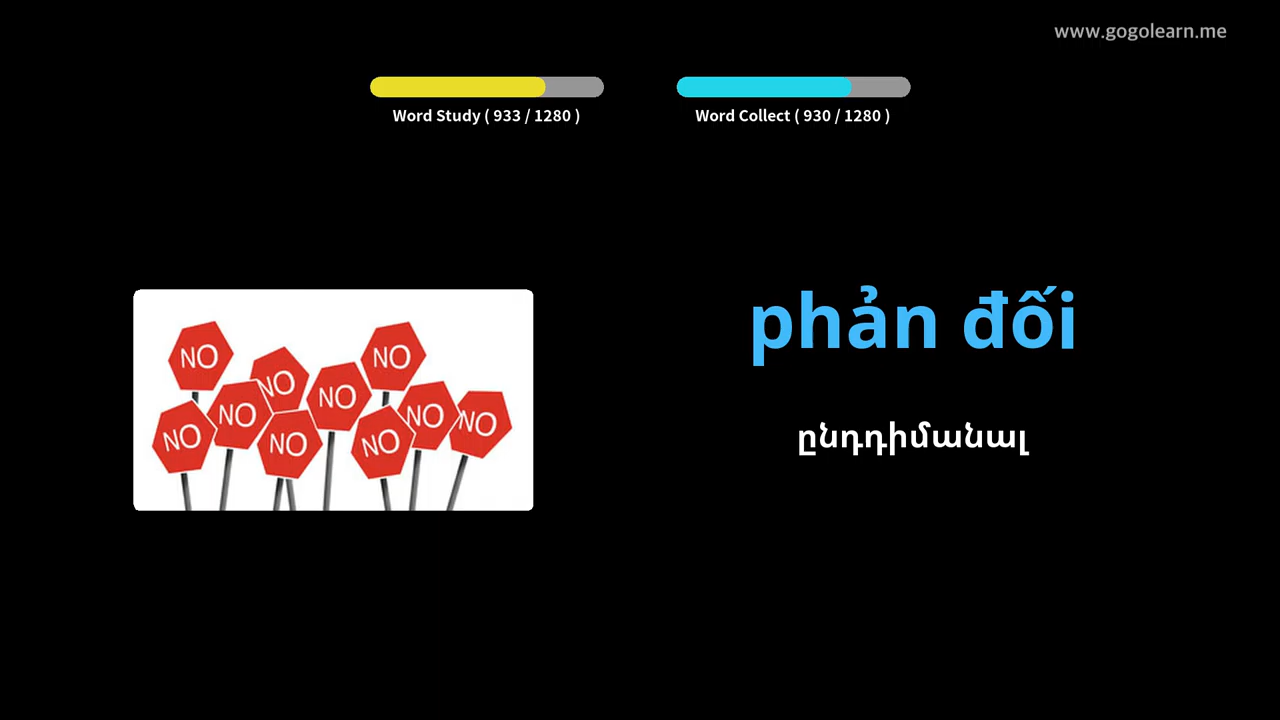 www.gogolearn.me
Word Study ( 933 / 1280 )
Word Collect ( 930 / 1280 )
NO
NO
NO
NO
NO
NO
NO
NO
NO
NO
phản đối
ընդդիմանալ